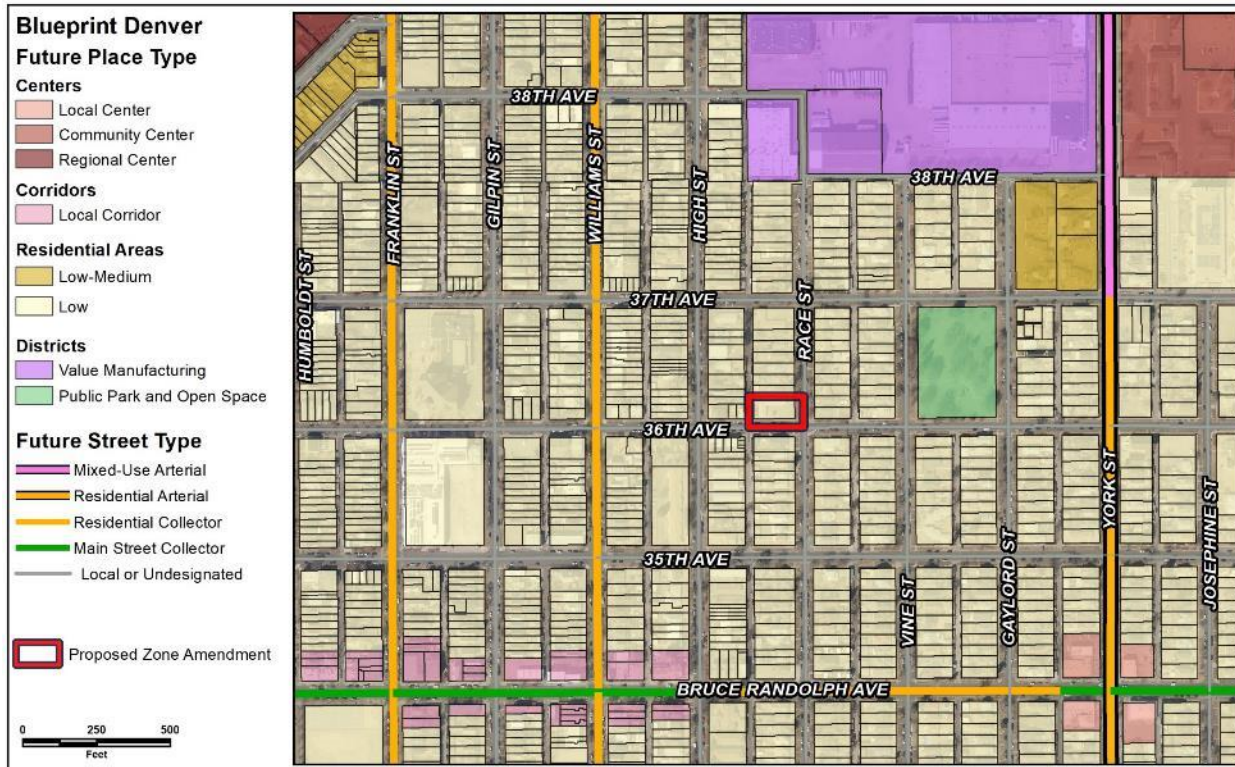 Blueprint Denver
Future Place Type
Centers
Local Center
Community Center
Regional Center
Corridors
Local Corridor
Residential Areas
Low-Medium
Low
Districts
Value Manufacturing
Public Park and Open Space
Future Street Type
Mixed-Use Arterial
Residential Arterial
Residential Collector
Main Street Collector
Local or Undesignated
Proposed Zone Amendment
0 250 500
Feet
38TH AVE
38TH AVE
HUMBOLDT ST
FRANKLIN ST
GILPIN ST
WILLIAMS ST
HIGH ST
37TH AVE
RACE ST
36TH AVE
YORK ST
35TH AVE
VINE ST
GAYLORD ST
JOSEPHINE ST
BRUCE RANDOLPH AVE